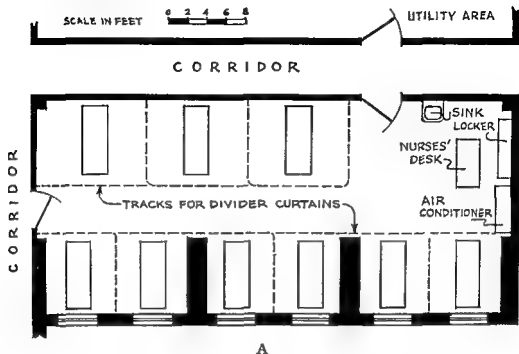 SCALE IN FEET
0 2 4 6 8
UTILITY AREA
CORRIDOR
SINK
LOCKER
NURSES'
DESK
AIR
CONDITIONER
TRACKS FOR DIVIDER CURTAINS
CORRIDOR
A